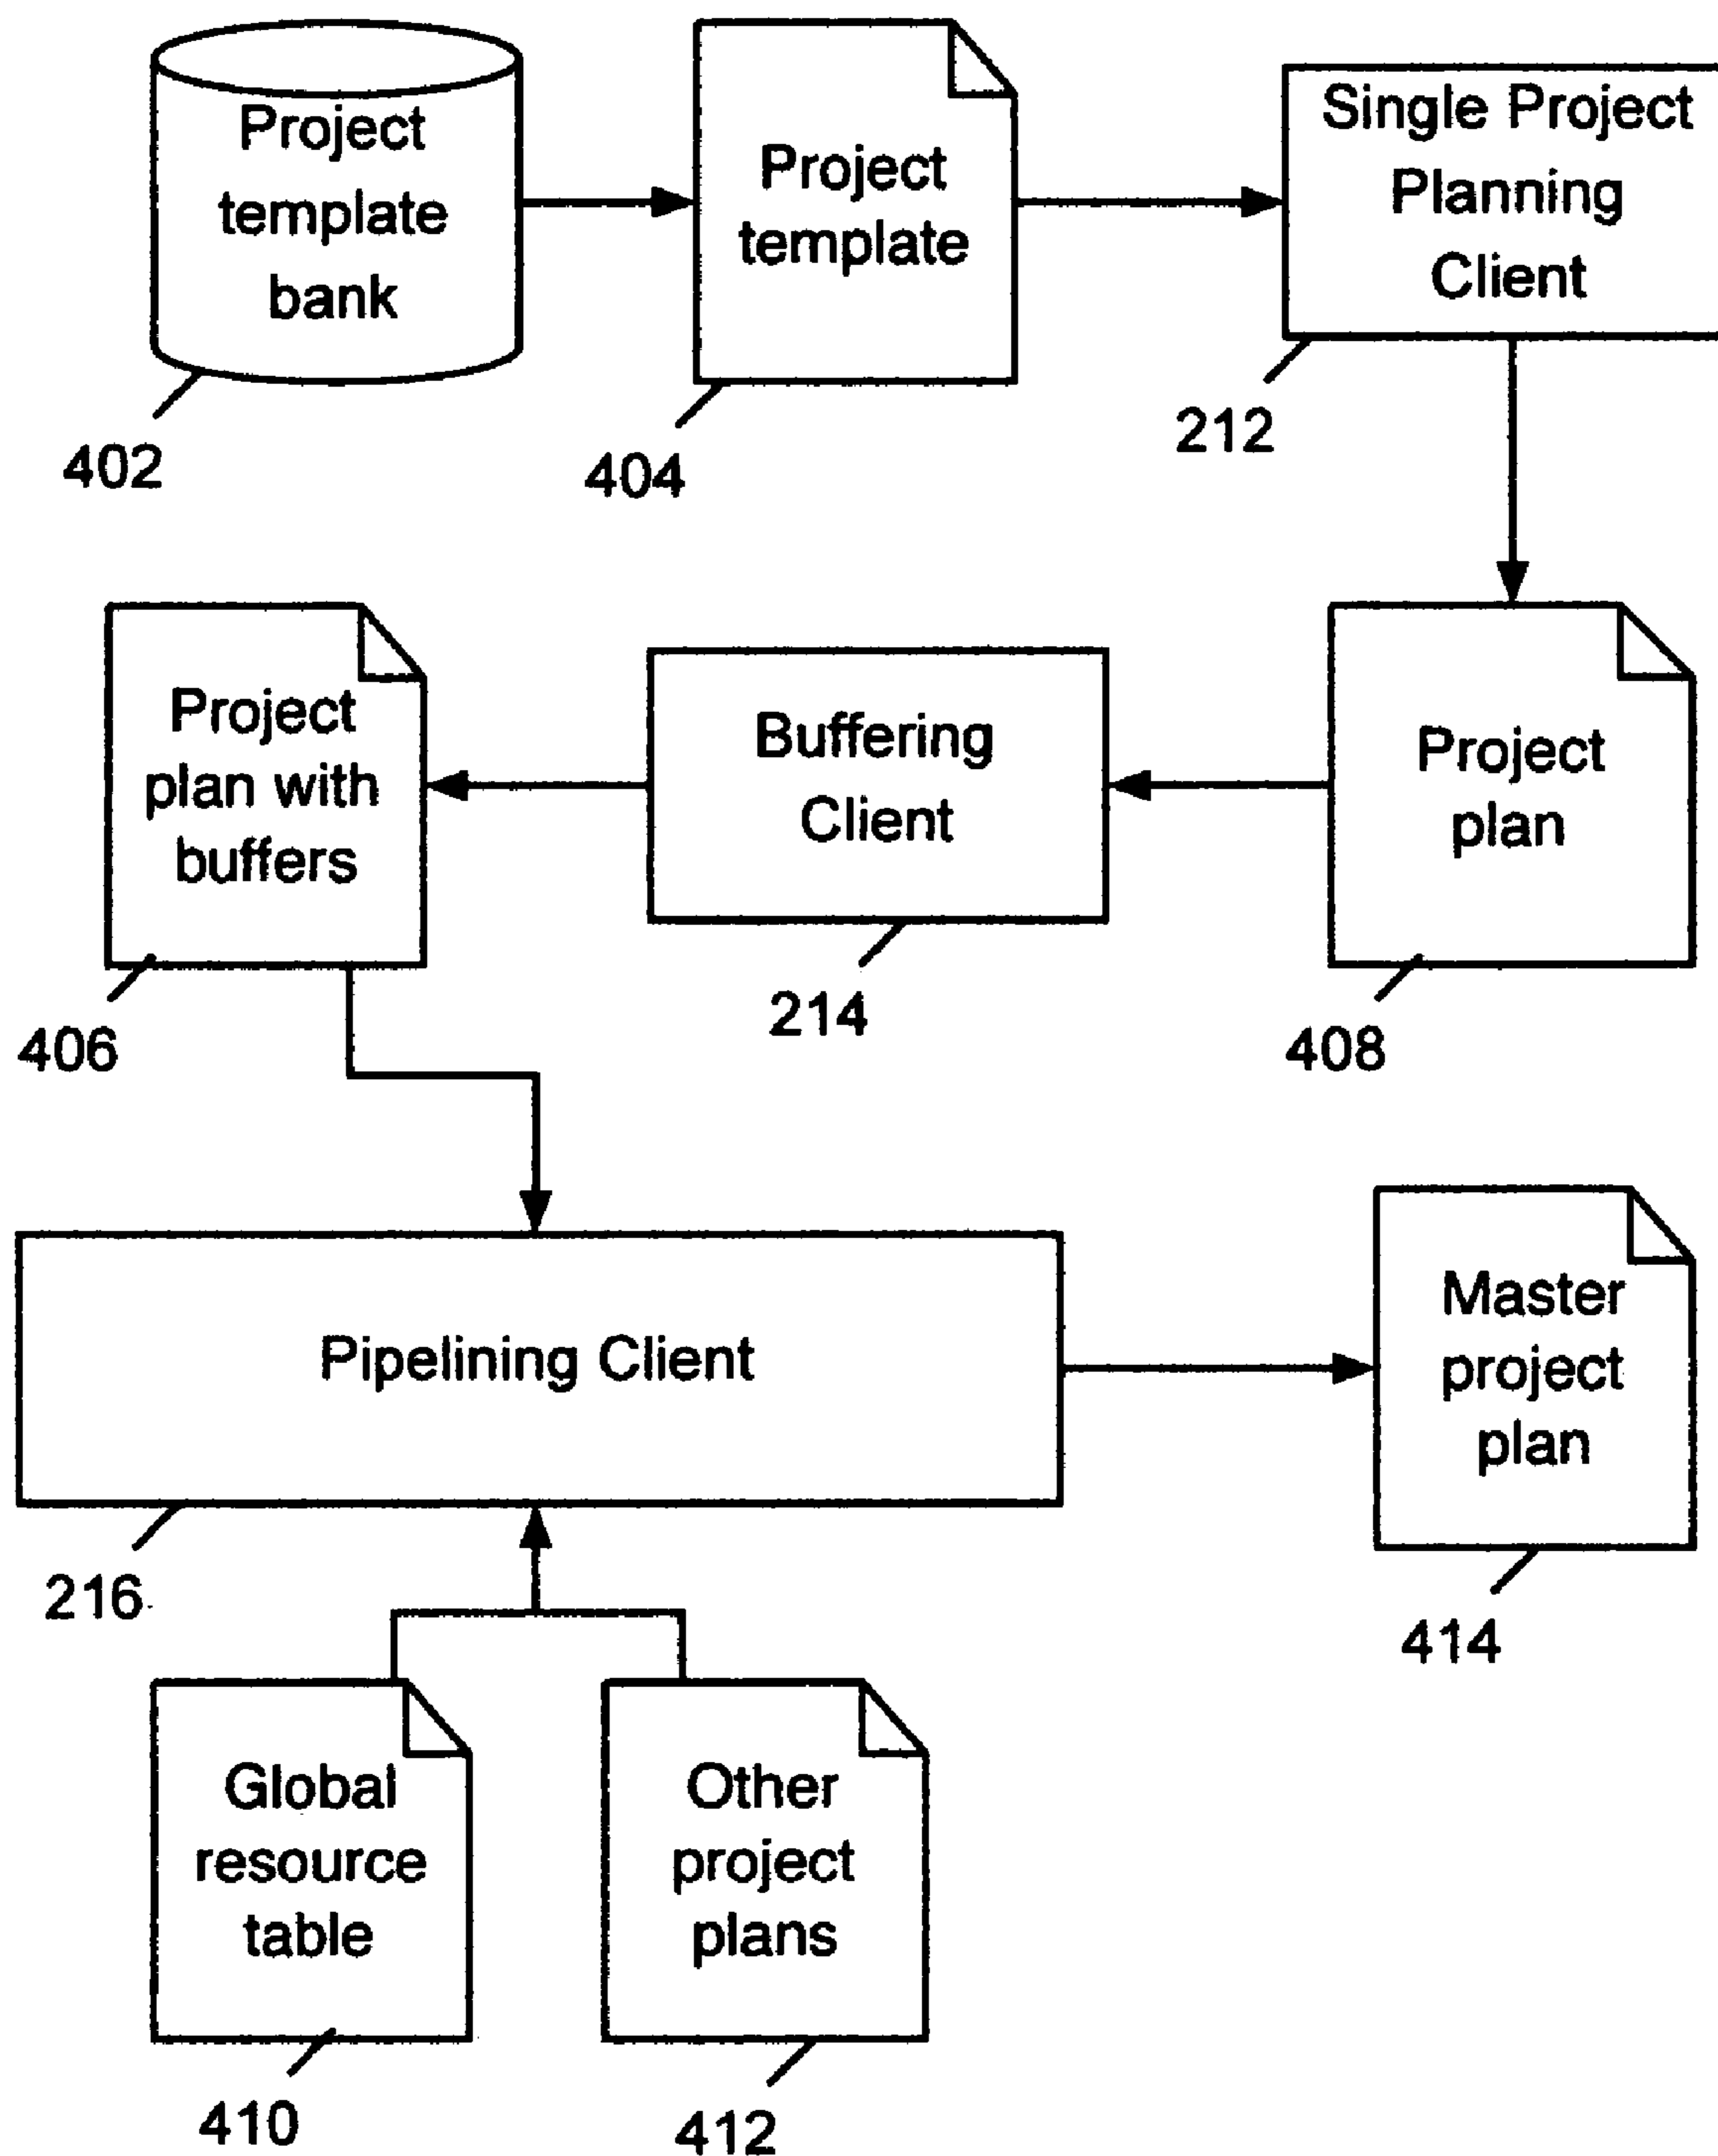 Project
template
bank
402
Project
template
404
Single Project
Planning
Client
212
Project
plan with
buffers
406
Buffering
Client
214
Project
plan
408
Pipelining Client
216
Master
project
plan
414
Global
resource
table
410
Other
project
plans
412